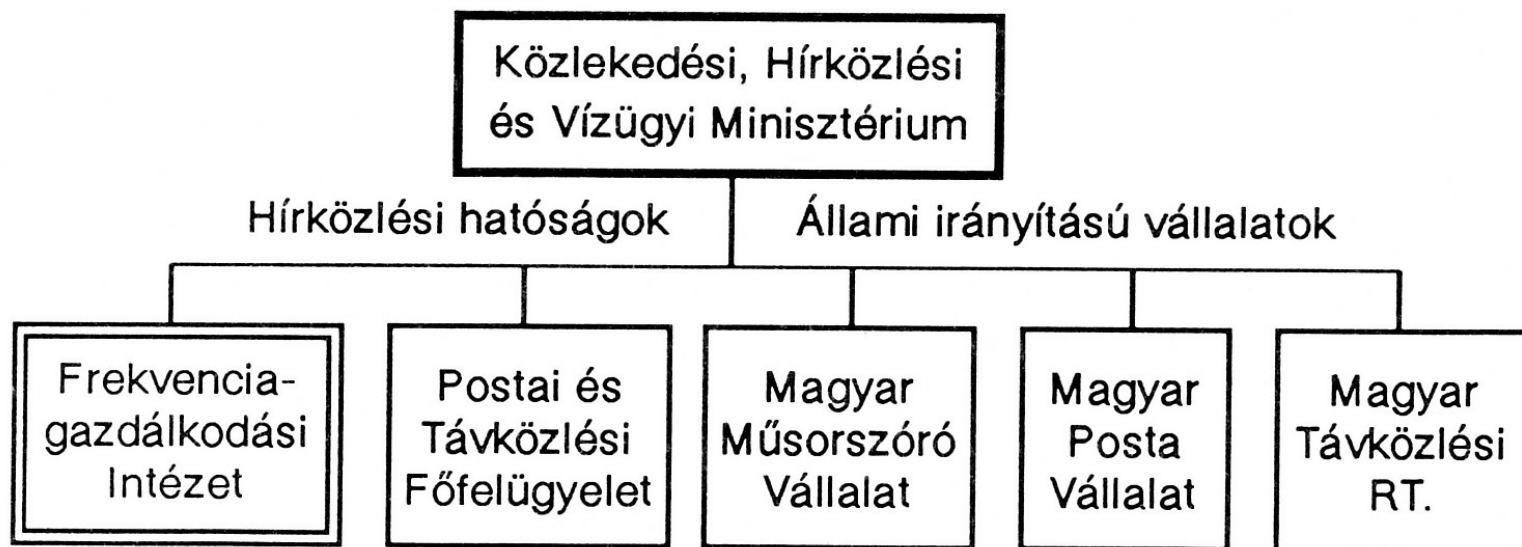 Közlekedési, Hírközlési
és Vízügyi Minisztérium
Hírközlési hatóságok
Állami irányítású vállalatok
Frekvencia-
gazdálkodási
Intézet
Postai és
Távközlési
Főfelügyelet
Magyar
Műsorszóró
Vállalat
Magyar
Posta
Vállalat
Magyar
Távközlési
RT.